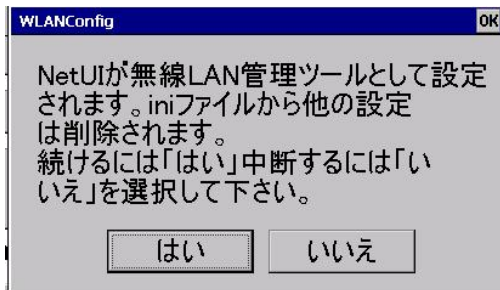 WLANConfig
OK
NetUIが無線LAN管理ツールとして設定
されます。iniファイルから他の設定
は削除されます。
続けるには「はい」中断するには「い
いえ」を選択して下さい。
はい
いいえ